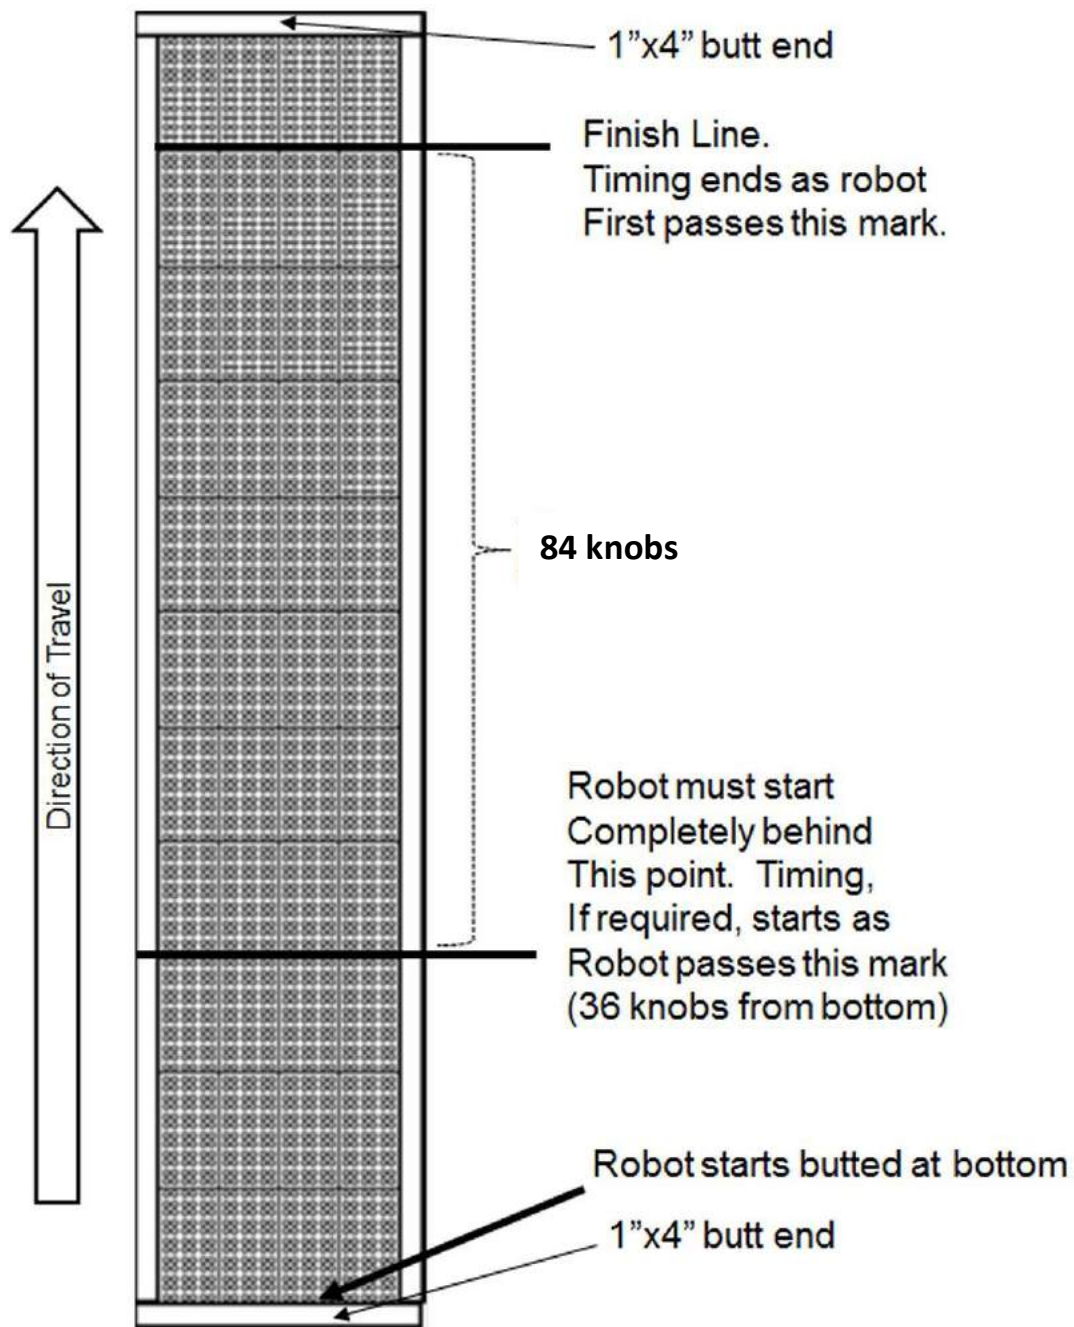 1”x4” butt end
Finish Line.
Timing ends as robot
First passes this mark.
84 knobs
Direction of Travel
Robot must start
Completely behind
This point. Timing,
If required, starts as
Robot passes this mark
(36 knobs from bottom)
Robot starts butted at bottom
1”x4” butt end